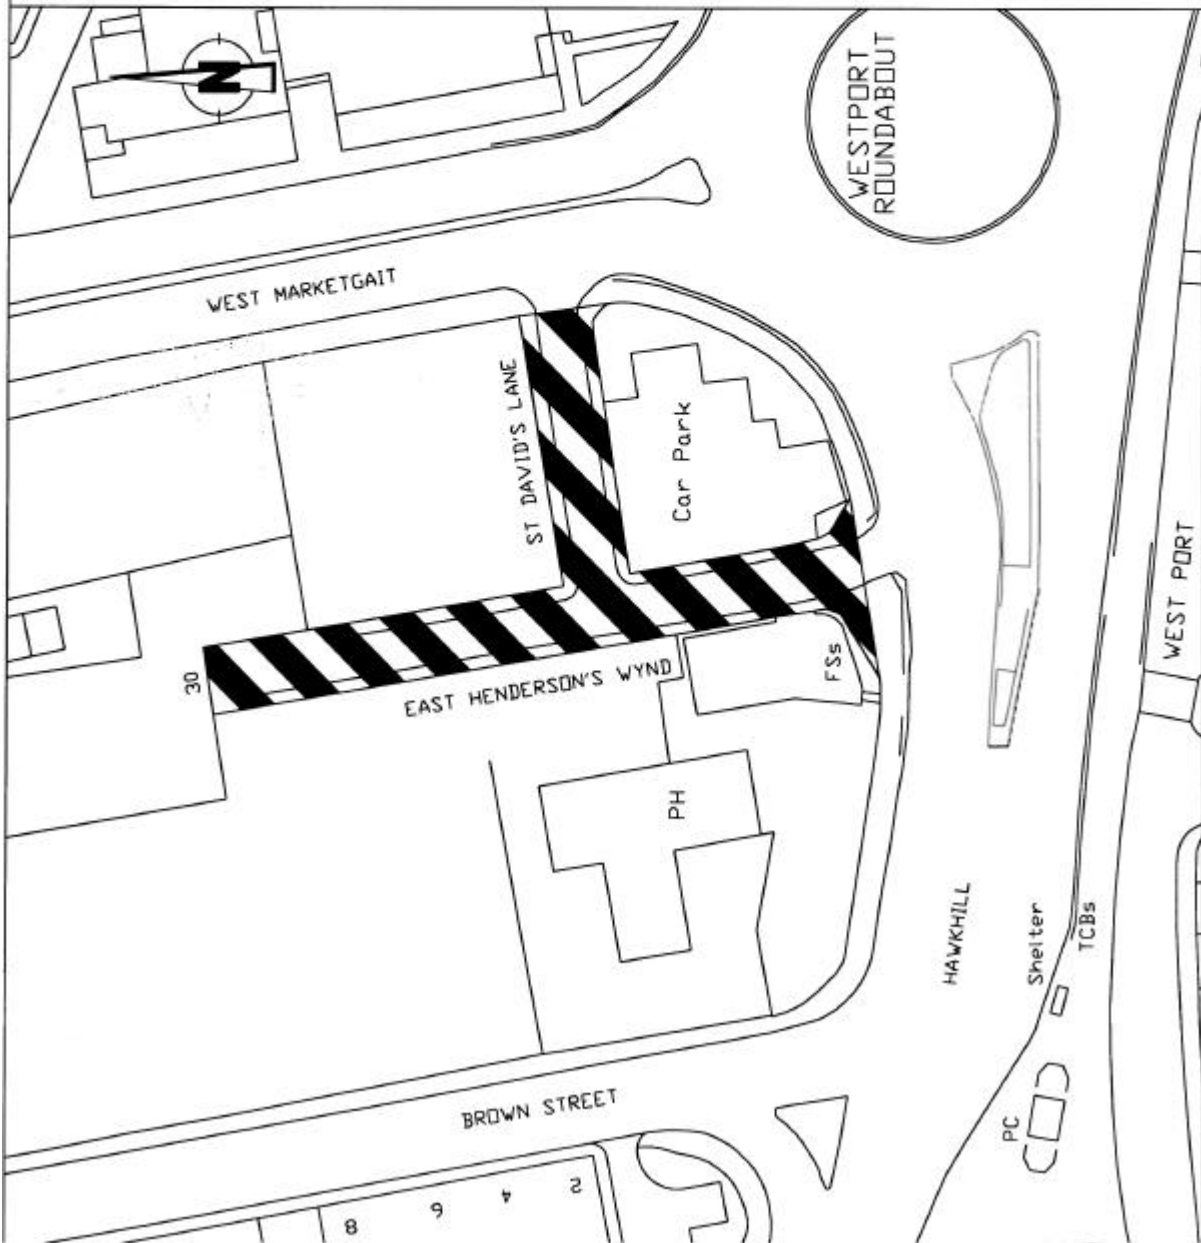 N
WESTPORT
ROUNDABOUT
WEST MARKETGAIT
ST DAVID'S LANE
Car Park
WEST PORT
30
EAST HENDERSON'S WYND
FSs
PH
HAWKHILL
Shelter
TCBs
BROWN STREET
PC
8
6
4
2